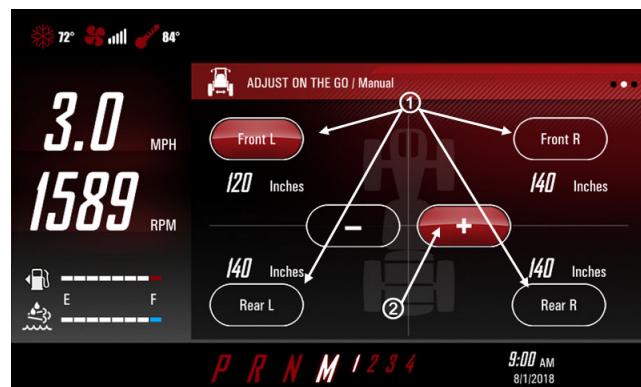 72° 84°
ADJUST ON THE GO / Manual
1
3.0 MPH
Front L Front R
120 Inches 140 Inches
1589 RPM
− +
140 Inches 140 Inches
E F
Rear L 2 Rear R
P R N M 1 2 3 4
9:00 AM
8/1/2018